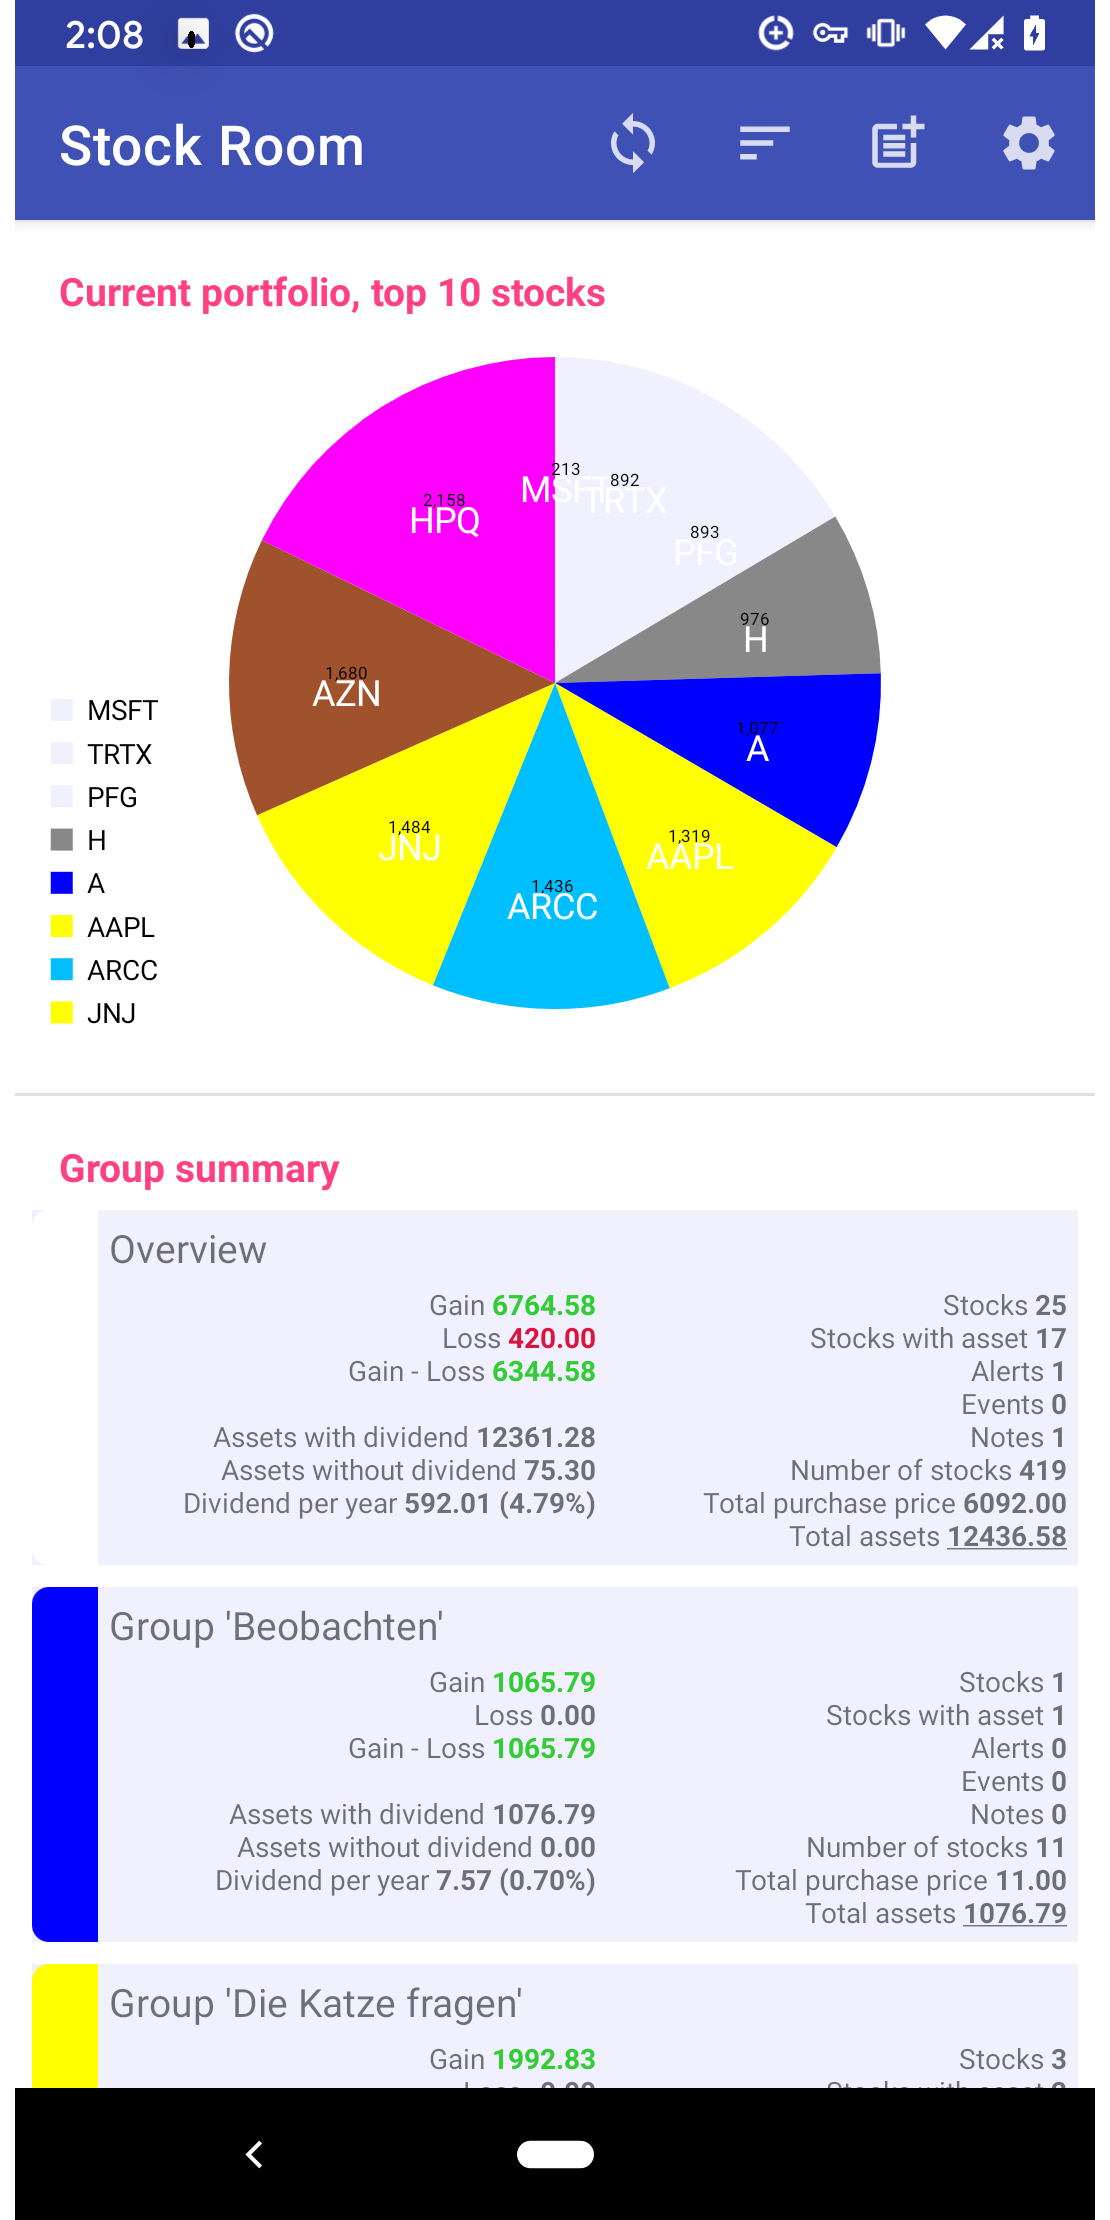 2:08
Stock Room
Current portfolio, top 10 stocks
213
MSFT
892
TRTX
2,158
HPQ
893
PFG
976
H
1,680
AZN
1,077
A
1,484
JNJ
1,319
AAPL
1,436
ARCC
MSFT
TRTX
PFG
H
A
AAPL
ARCC
JNJ
Group summary
Overview
Gain 6764.58 Stocks 25
Loss 420.00 Stocks with asset 17
Gain - Loss 6344.58 Alerts 1
Events 0
Assets with dividend 12361.28 Notes 1
Assets without dividend 75.30 Number of stocks 419
Dividend per year 592.01 (4.79%) Total purchase price 6092.00
Total assets 12436.58
Group 'Beobachten'
Gain 1065.79 Stocks 1
Loss 0.00 Stocks with asset 1
Gain - Loss 1065.79 Alerts 0
Events 0
Assets with dividend 1076.79 Notes 0
Assets without dividend 0.00 Number of stocks 11
Dividend per year 7.57 (0.70%) Total purchase price 11.00
Total assets 1076.79
Group 'Die Katze fragen'
Gain 1992.83 Stocks 3